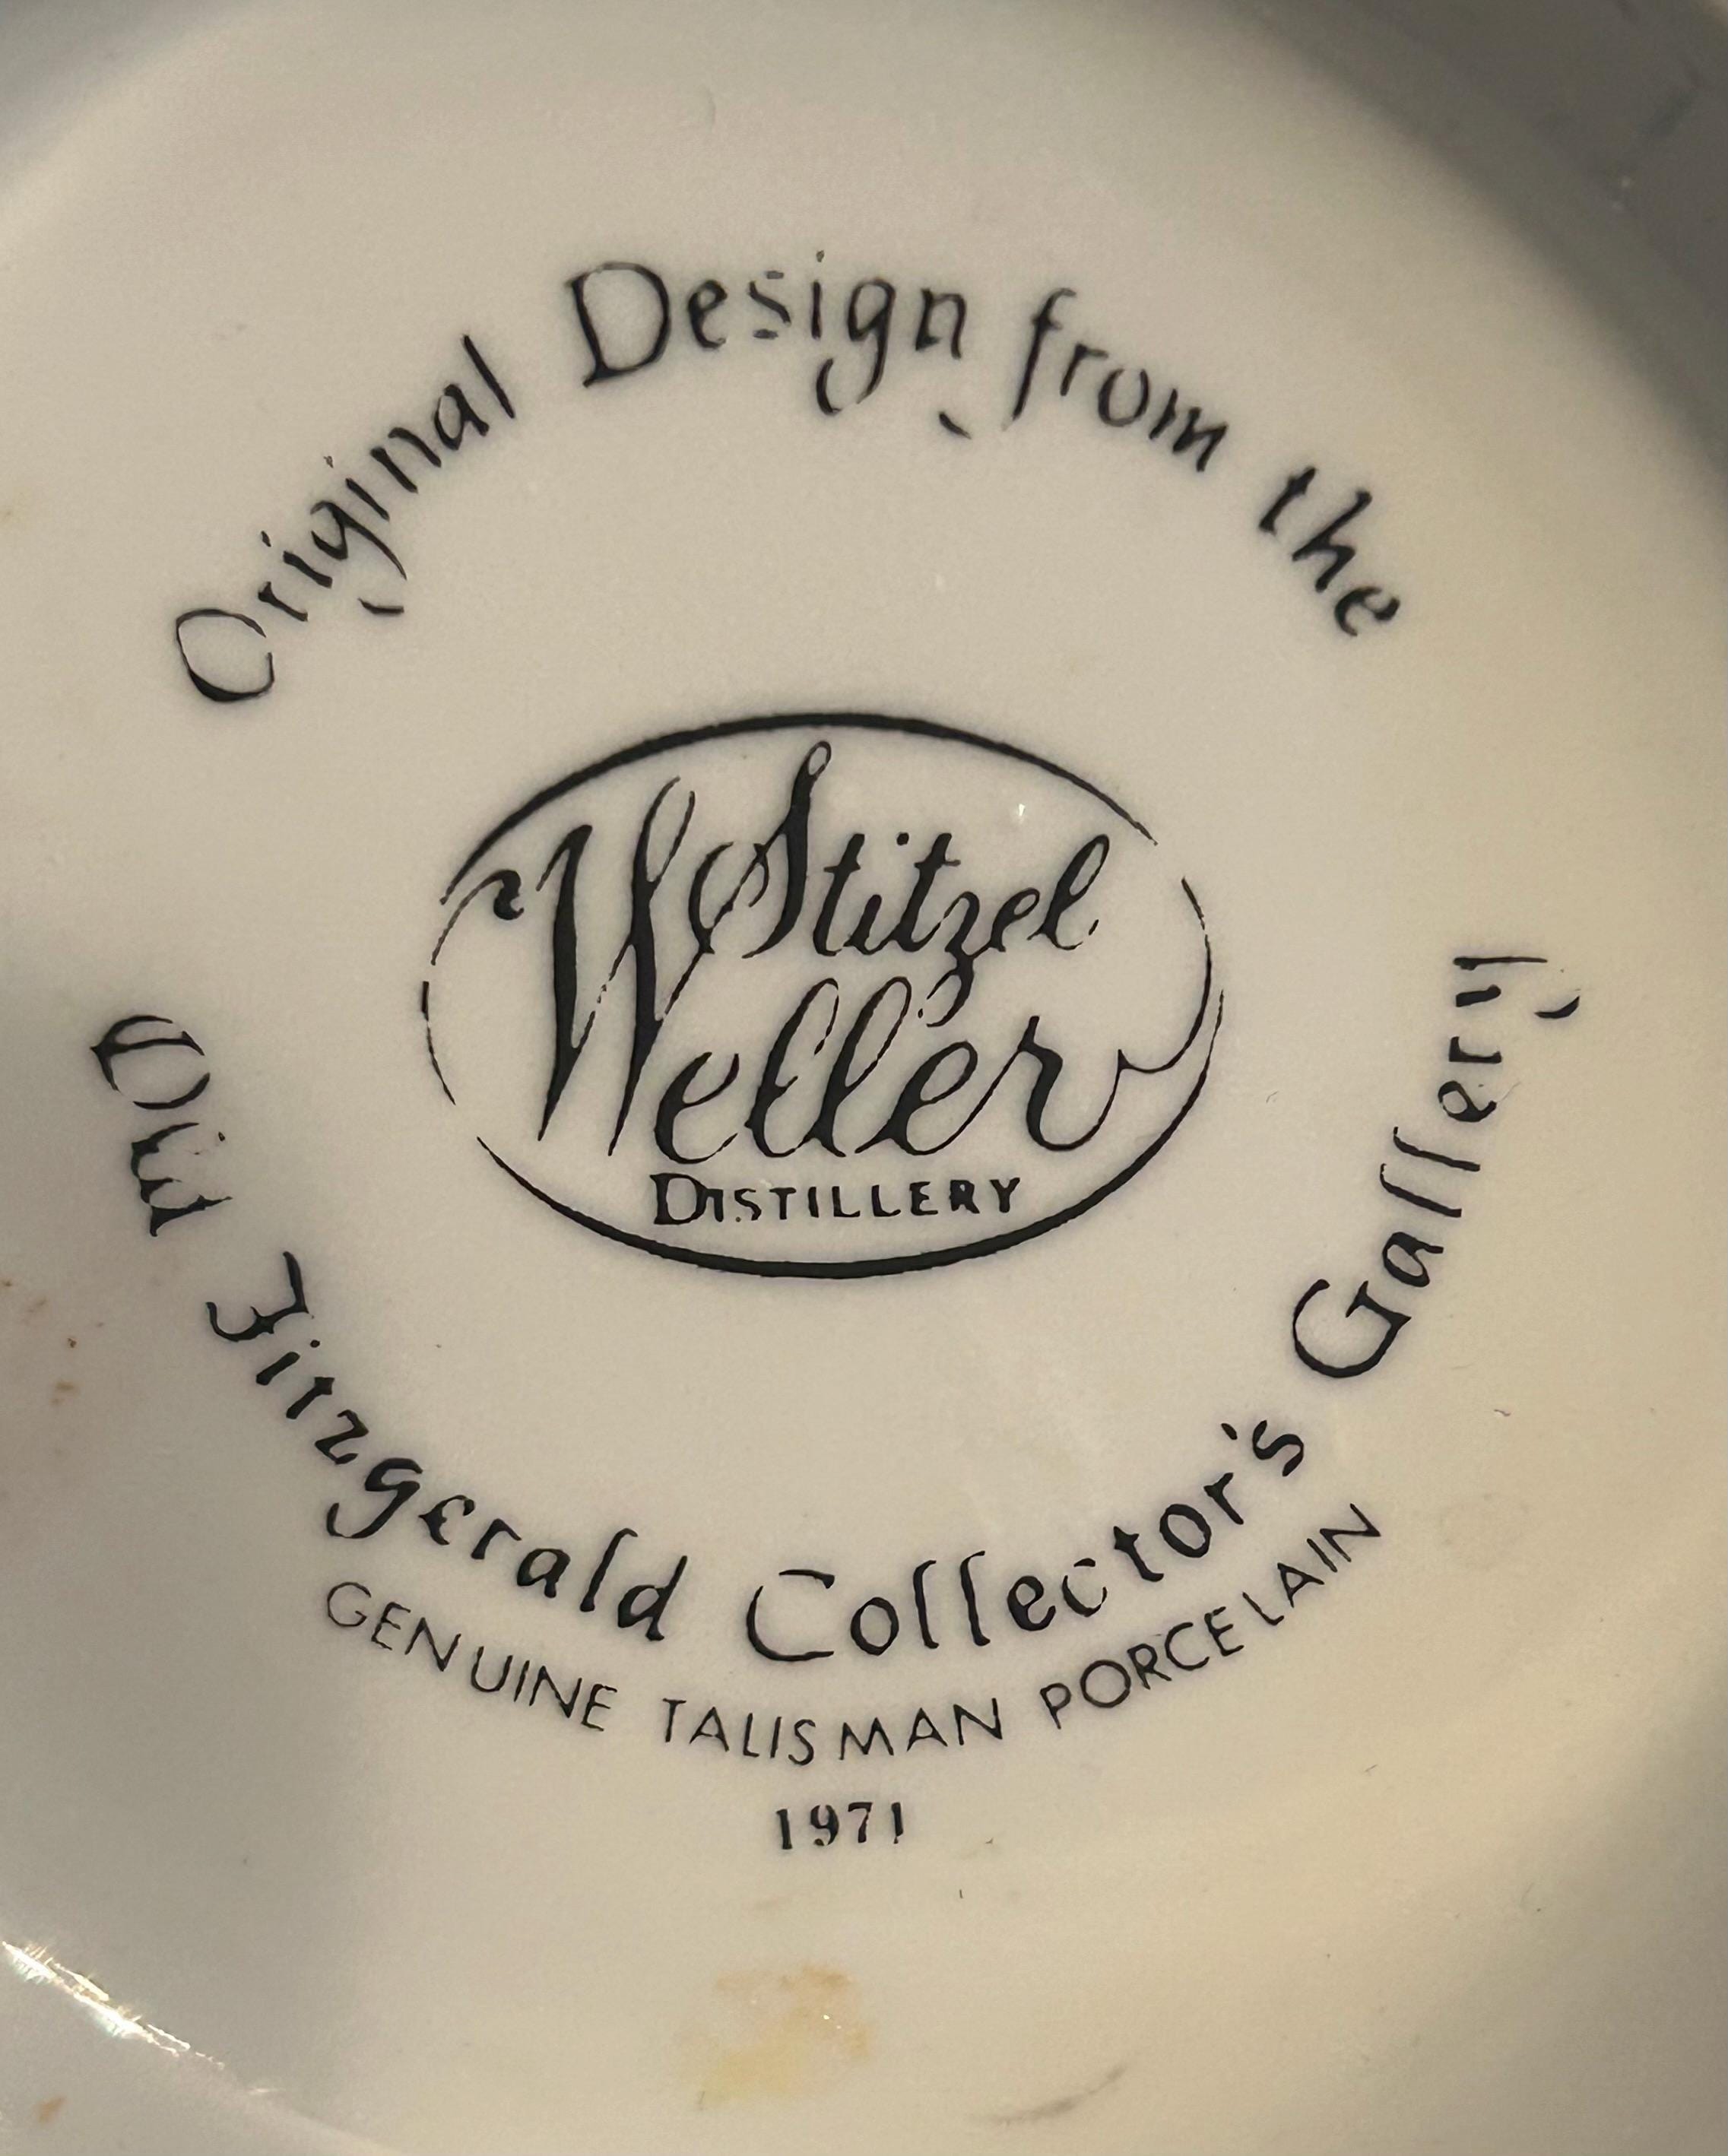 Original Design from the
Stitzel
Weller
DISTILLERY
Old Fitzgerald Collector's Gallery
GENUINE TALISMAN PORCELAIN
1971